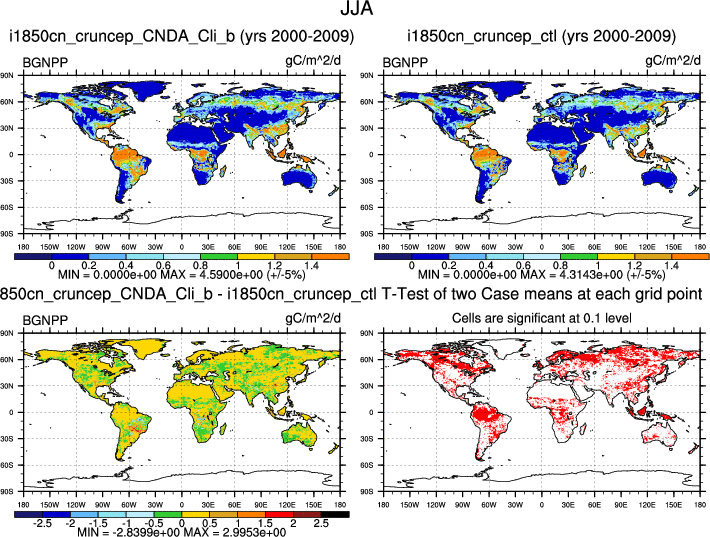 JJA
i1850cn_cruncep_CNDA_Cli_b (yrs 2000-2009)
i1850cn_cruncep_ctl (yrs 2000-2009)
BGNPP gC/m^2/d
BGNPP gC/m^2/d
90N
60N
30N
0
30S
60S
90S
180 150W 120W 90W 60W 30W 0 30E 60E 90E 120E 150E 180
90N
60N
30N
0
30S
60S
90S
180 150W 120W 90W 60W 30W 0 30E 60E 90E 120E 150E 180
0 0.2 0.4 0.6 0.8 1 1.2 1.4
0 0.2 0.4 0.6 0.8 1 1.2 1.4
MIN = 0.0000e+00 MAX = 4.5900e+00 (+/-5%)
MIN = 0.0000e+00 MAX = 4.3143e+00 (+/-5%)
850cn_cruncep_CNDA_Cli_b - i1850cn_cruncep_ctl
T-Test of two Case means at each grid point
BGNPP gC/m^2/d
Cells are significant at 0.1 level
90N
60N
30N
0
30S
60S
90S
180 150W 120W 90W 60W 30W 0 30E 60E 90E 120E 150E 180
90N
60N
30N
0
30S
60S
90S
180 150W 120W 90W 60W 30W 0 30E 60E 90E 120E 150E 180
-2.5 -2 -1.5 -1 -0.5 0 0.5 1 1.5 2 2.5
MIN = -2.8399e+00 MAX = 2.9953e+00